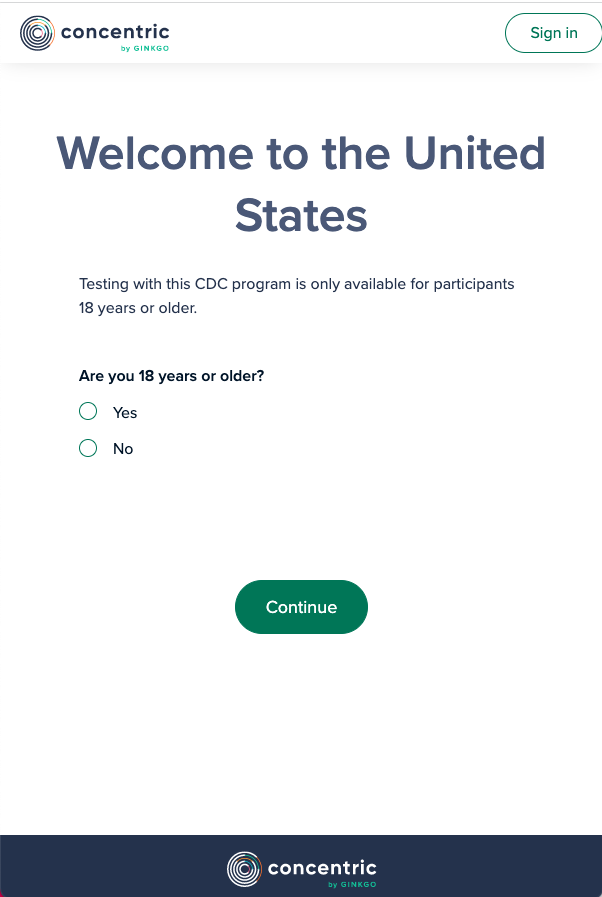 concentric
by GINKGO
Sign in
Welcome to the United
States
Testing with this CDC program is only available for participants
18 years or older.
Are you 18 years or older?
Yes
No
Continue
concentric
by GINKGO